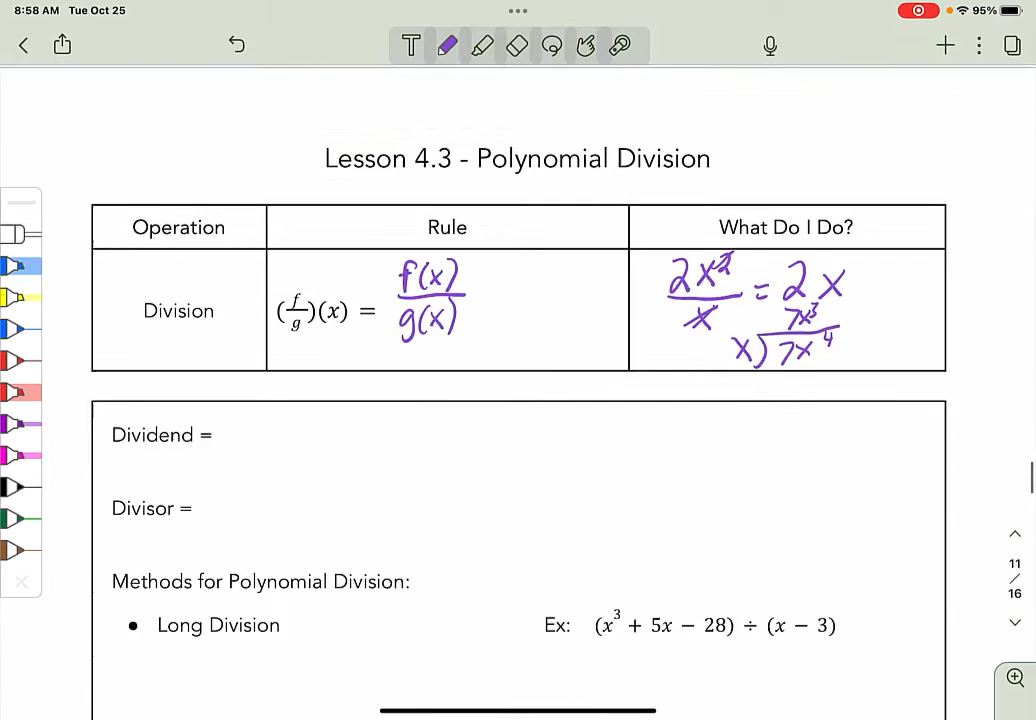 8:58 AM Tue Oct 25
95%
Lesson 4.3 - Polynomial Division
Operation Rule What Do I Do?
Division (f/g)(x) = f(x)/g(x)
2x²/x = 2x
7x³
x)7x⁴
Dividend =
Divisor =
Methods for Polynomial Division:
● Long Division Ex: (x³ + 5x − 28) ÷ (x − 3)
11
/
16